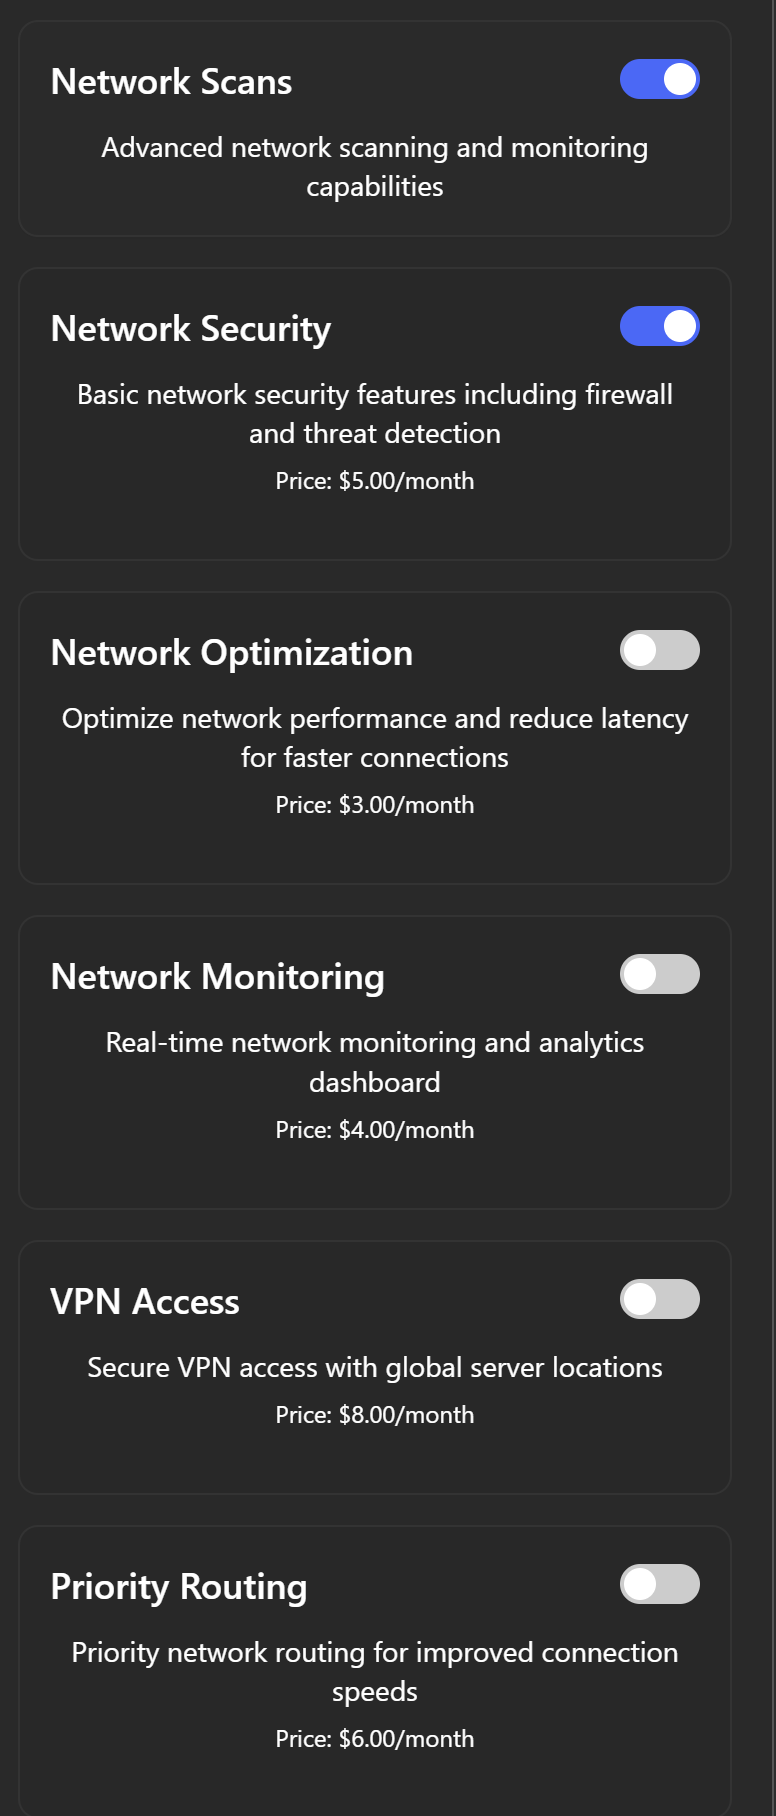 Network Scans
Advanced network scanning and monitoring
capabilities
Network Security
Basic network security features including firewall
and threat detection
Price: $5.00/month
Network Optimization
Optimize network performance and reduce latency
for faster connections
Price: $3.00/month
Network Monitoring
Real-time network monitoring and analytics
dashboard
Price: $4.00/month
VPN Access
Secure VPN access with global server locations
Price: $8.00/month
Priority Routing
Priority network routing for improved connection
speeds
Price: $6.00/month